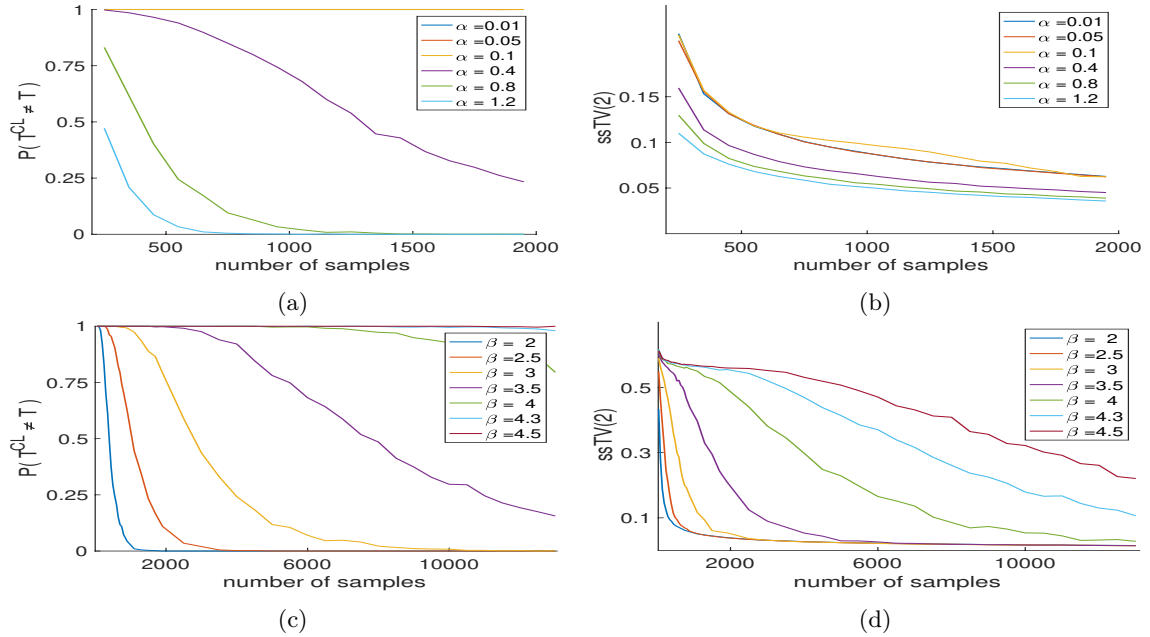 P( T^CL ≠ T)
1
0.75
0.5
0.25
0
500
1000
1500
2000
number of samples
α = 0.01
α = 0.05
α = 0.1
α = 0.4
α = 0.8
α = 1.2
(a)
ssTV(2)
0.15
0.1
0.05
500
1000
1500
2000
number of samples
α = 0.01
α = 0.05
α = 0.1
α = 0.4
α = 0.8
α = 1.2
(b)
P( T^CL ≠ T)
1
0.75
0.5
0.25
0
2000
6000
10000
number of samples
β = 2
β = 2.5
β = 3
β = 3.5
β = 4
β = 4.3
β = 4.5
(c)
ssTV(2)
0.5
0.3
0.1
2000
6000
10000
number of samples
β = 2
β = 2.5
β = 3
β = 3.5
β = 4
β = 4.3
β = 4.5
(d)